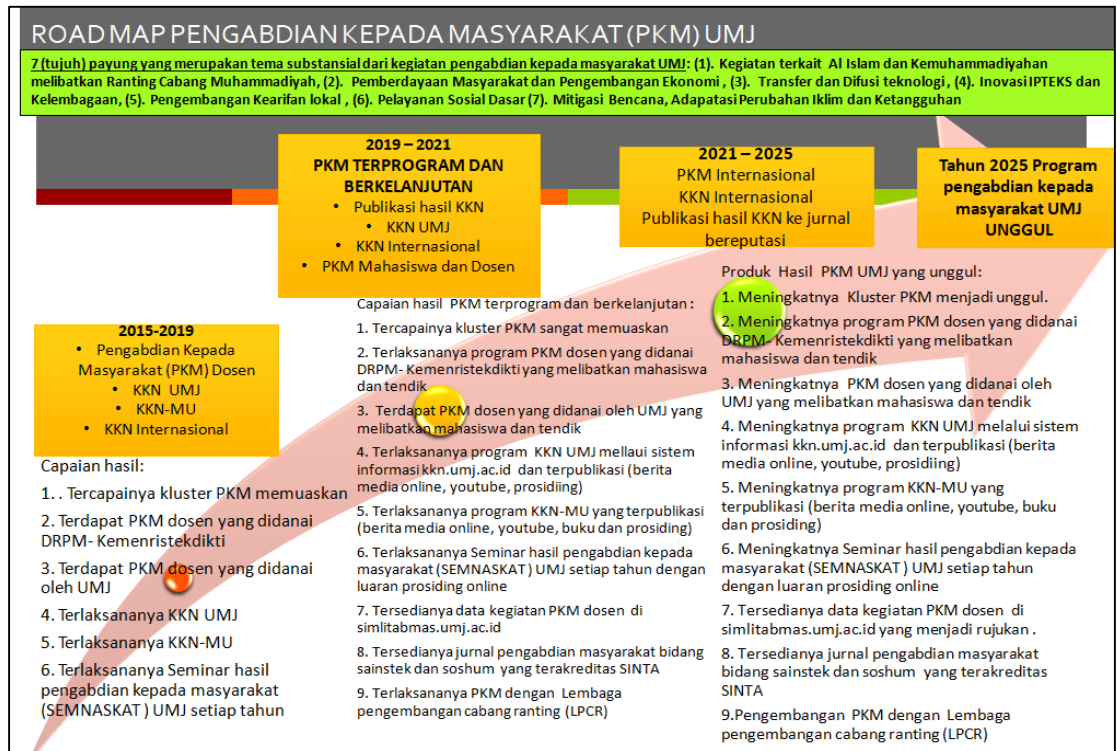 ROAD MAP PENGABDIAN KEPADA MASYARAKAT (PKM) UMJ
7 (tujuh) payung yang merupakan tema substansial dari kegiatan pengabdian kepada masyarakat UMJ: (1). Kegiatan terkait Al Islam dan Kemuhammadiyahan
melibatkan Ranting Cabang Muhammadiyah, (2). Pemberdayaan Masyarakat dan Pengembangan Ekonomi , (3). Transfer dan Difusi teknologi, (4). Inovasi IPTEKS dan
Kelembagaan, (5). Pengembangan Kearifan lokal , (6). Pelayanan Sosial Dasar (7). Mitigasi Bencana, Adapatasi Perubahan Iklim dan Ketangguhan
2015-2019
• Pengabdian Kepada
Masyarakat (PKM) Dosen
• KKN UMJ
• KKN-MU
• KKN Internasional
Capaian hasil:
1. . Tercapainya kluster PKM memuaskan
2. Terdapat PKM dosen yang didanai
DRPM- Kemenristekdikti
3. Terdapat PKM dosen yang didanai
oleh UMJ
4. Terlaksananya KKN UMJ
5. Terlaksananya KKN-MU
6. Terlaksananya Seminar hasil
pengabdian kepada masyarakat
(SEMNASKAT ) UMJ setiap tahun
2019 – 2021
PKM TERPROGRAM DAN
BERKELANJUTAN
• Publikasi hasil KKN
• KKN UMJ
• KKN Internasional
• PKM Mahasiswa dan Dosen
Capaian hasil PKM terprogram dan berkelanjutan :
1. Tercapainya kluster PKM sangat memuaskan
2. Terlaksananya program PKM dosen yang didanai
DRPM- Kemenristekdikti yang melibatkan mahasiswa
dan tendik
3. Terdapat PKM dosen yang didanai oleh UMJ yang
melibatkan mahasiswa dan tendik
4. Terlaksananya program KKN UMJ mellaui sistem
informasi kkn.umj.ac.id dan terpublikasi (berita
media online, youtube, prosidiing)
5. Terlaksananya program KKN-MU yang terpublikasi
(berita media online, youtube, buku dan prosiding)
6. Terlaksananya Seminar hasil pengabdian kepada
masyarakat (SEMNASKAT ) UMJ setiap tahun dengan
luaran prosiding online
7. Tersedianya data kegiatan PKM dosen di
simlitabmas.umj.ac.id
8. Tersedianya jurnal pengabdian masyarakat bidang
sainstek dan soshum yang terakreditas SINTA
9. Terlaksananya PKM dengan Lembaga
pengembangan cabang ranting (LPCR)
2021 – 2025
PKM Internasional
KKN Internasional
Publikasi hasil KKN ke jurnal
bereputasi
Tahun 2025 Program
pengabdian kepada
masyarakat UMJ
UNGGUL
Produk Hasil PKM UMJ yang unggul:
1. Meningkatnya Kluster PKM menjadi unggul.
2. Meningkatnya program PKM dosen yang didanai
DRPM- Kemenristekdikti yang melibatkan
mahasiswa dan tendik
3. Meningkatnya PKM dosen yang didanai oleh
UMJ yang melibatkan mahasiswa dan tendik
4. Meningkatnya program KKN UMJ melalui sistem
informasi kkn.umj.ac.id dan terpublikasi (berita
media online, youtube, prosidiing)
5. Meningkatnya program KKN-MU yang
terpublikasi (berita media online, youtube, buku
dan prosiding)
6. Meningkatnya Seminar hasil pengabdian kepada
masyarakat (SEMNASKAT ) UMJ setiap tahun
dengan luaran prosiding online
7. Tersedianya data kegiatan PKM dosen di
simlitabmas.umj.ac.id yang menjadi rujukan .
8. Tersedianya jurnal pengabdian masyarakat
bidang sainstek dan soshum yang terakreditas
SINTA
9.Pengembangan PKM dengan Lembaga
pengembangan cabang ranting (LPCR)